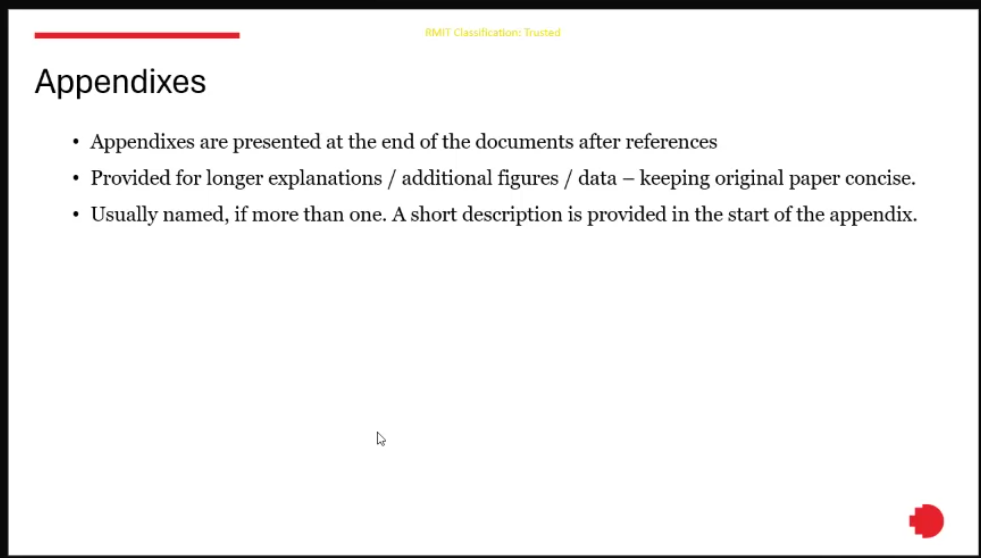 RMIT Classification: Trusted
Appendixes
• Appendixes are presented at the end of the documents after references
• Provided for longer explanations / additional figures / data – keeping original paper concise.
• Usually named, if more than one. A short description is provided in the start of the appendix.